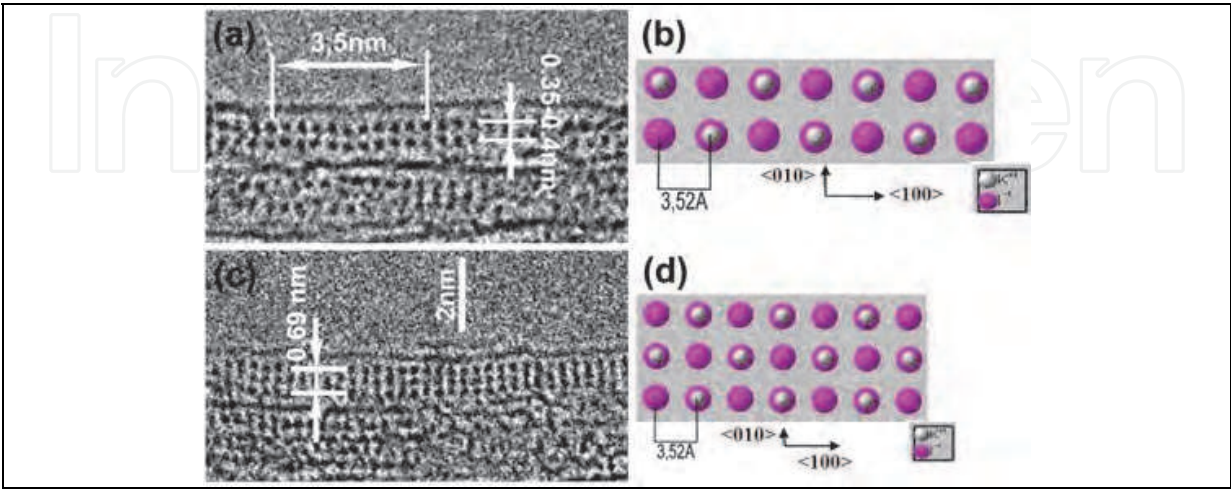 (a)
3,5nm
0.35-0.4nm
(b)
<010>
<100>
3,52A
(c)
0,69 nm
2nm
(d)
<010>
<100>
3,52A